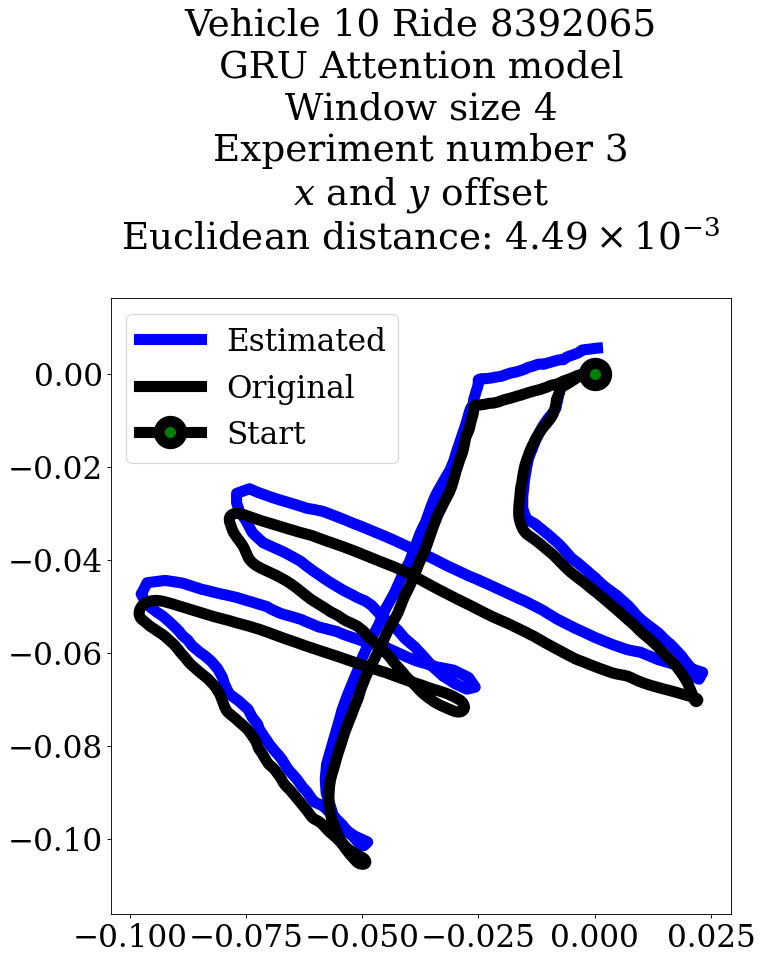 Vehicle 10 Ride 8392065
GRU Attention model
Window size 4
Experiment number 3
x and y offset
Euclidean distance: 4.49 × 10⁻³
Estimated
Original
Start
0.00
−0.02
−0.04
−0.06
−0.08
−0.10
−0.100 −0.075 −0.050 −0.025 0.000 0.025